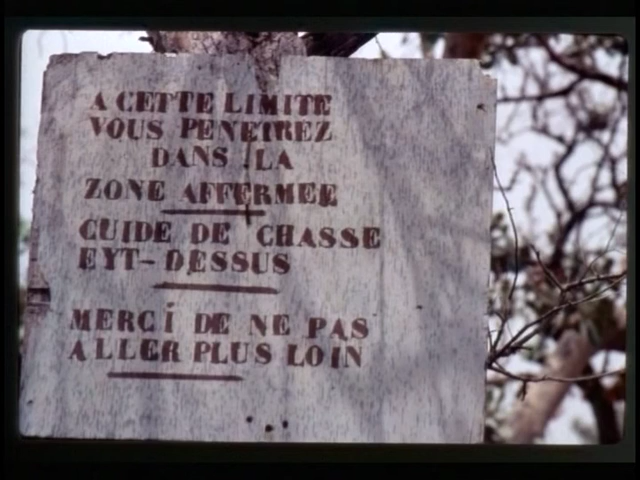 A CETTE LIMITE
VOUS PENETREZ
DANS LA
ZONE AFFERMEE
GUIDE DE CHASSE
EYT-DESSUS
MERCI DE NE PAS
ALLER PLUS LOIN